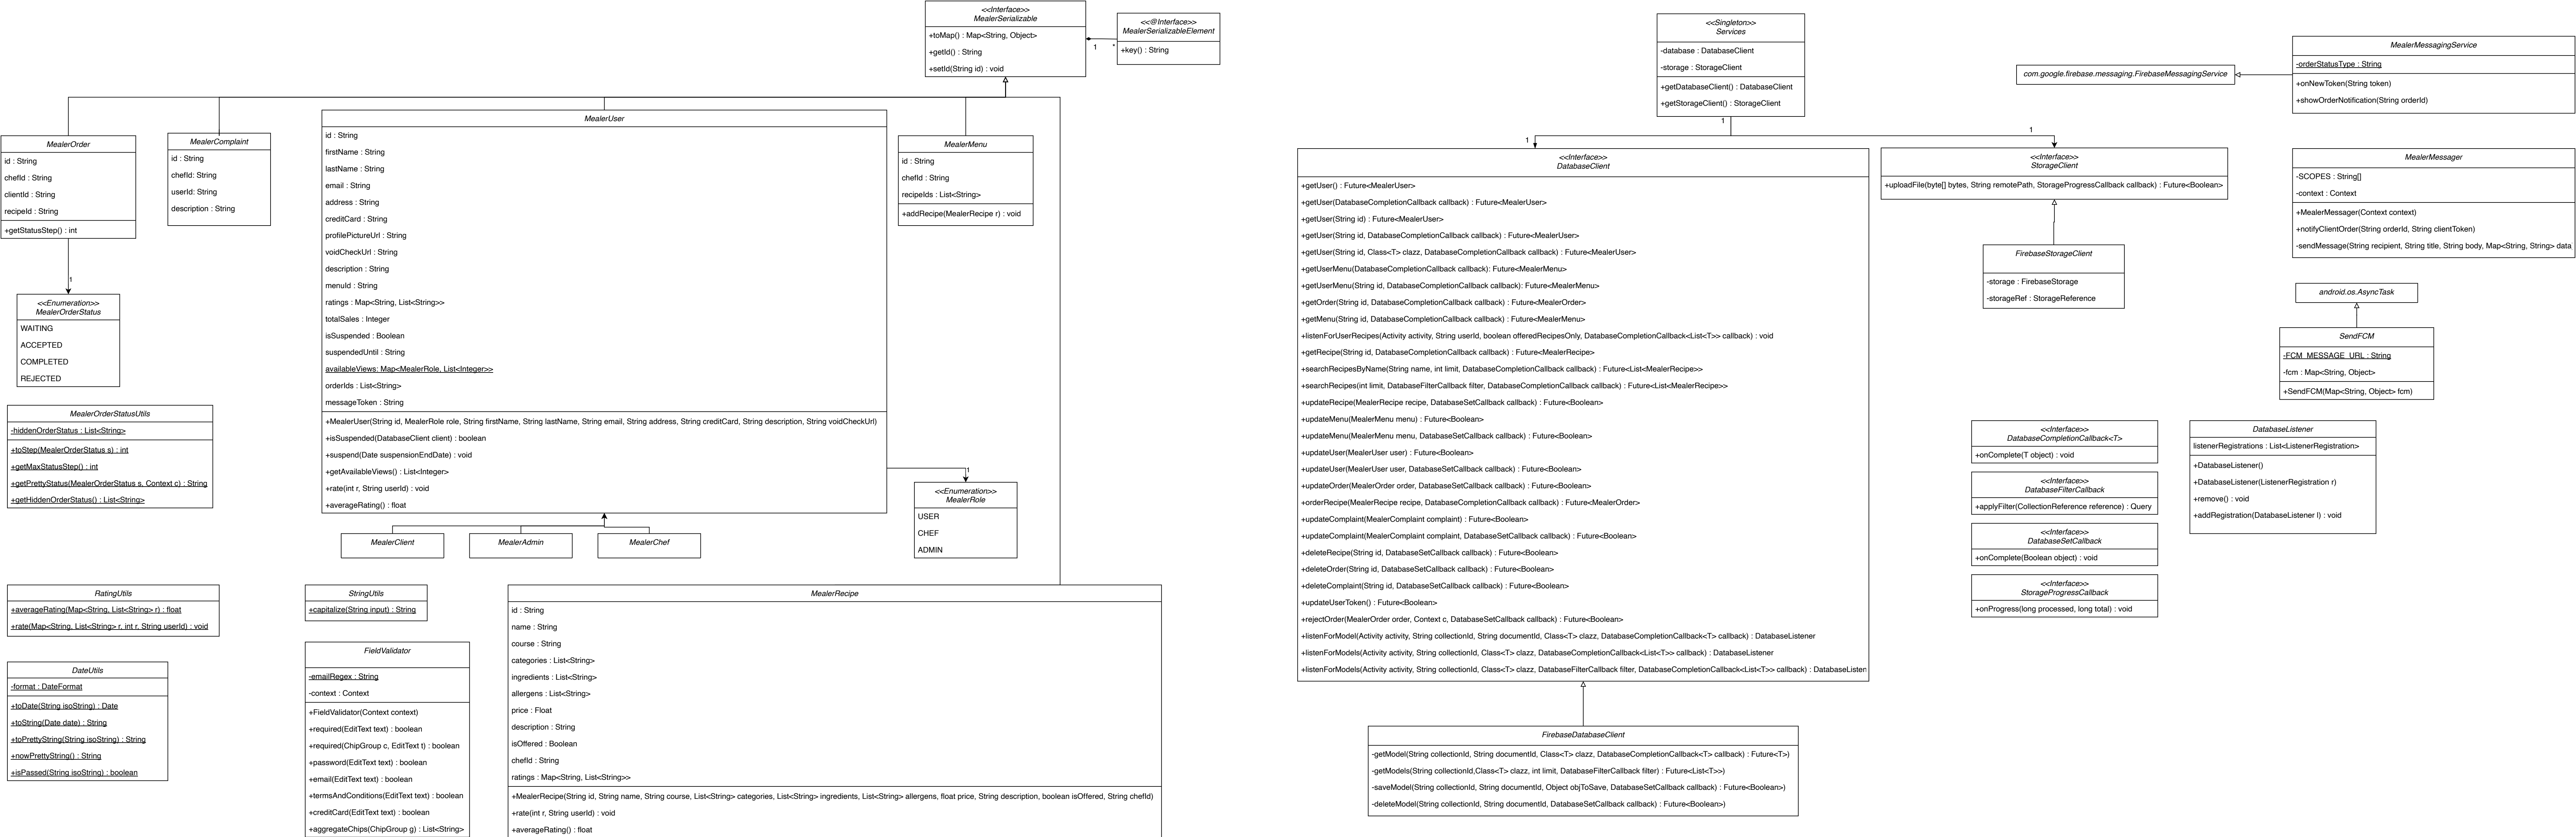 <<Interface>>
MealerSerializable
+toMap() : Map<String, Object>
+getId() : String
+setId(String id) : void
1
*
<<@Interface>>
MealerSerializableElement
+key() : String
MealerOrder
id : String
chefId : String
clientId : String
recipeId : String
+getStatusStep() : int
1
<<Enumeration>>
MealerOrderStatus
WAITING
ACCEPTED
COMPLETED
REJECTED
MealerComplaint
id : String
chefId: String
userId: String
description : String
MealerUser
id : String
firstName : String
lastName : String
email : String
address : String
creditCard : String
profilePictureUrl : String
voidCheckUrl : String
description : String
menuId : String
ratings : Map<String, List<String>>
totalSales : Integer
isSuspended : Boolean
suspendedUntil : String
availableViews: Map<MealerRole, List<Integer>>
orderIds : List<String>
messageToken : String
+MealerUser(String id, MealerRole role, String firstName, String lastName, String email, String address, String creditCard, String description, String voidCheckUrl)
+isSuspended(DatabaseClient client) : boolean
+suspend(Date suspensionEndDate) : void
+getAvailableViews() : List<Integer>
+rate(int r, String userId) : void
+averageRating() : float
MealerMenu
id : String
chefId : String
recipeIds : List<String>
+addRecipe(MealerRecipe r) : void
1
<<Enumeration>>
MealerRole
USER
CHEF
ADMIN
MealerClient
MealerAdmin
MealerChef
MealerOrderStatusUtils
-hiddenOrderStatus : List<String>
+toStep(MealerOrderStatus s) : int
+getMaxStatusStep() : int
+getPrettyStatus(MealerOrderStatus s, Context c) : String
+getHiddenOrderStatus() : List<String>
RatingUtils
+averageRating(Map<String, List<String> r) : float
+rate(Map<String, List<String> r, int r, String userId) : void
DateUtils
-format : DateFormat
+toDate(String isoString) : Date
+toString(Date date) : String
+toPrettyString(String isoString) : String
+nowPrettyString() : String
+isPassed(String isoString) : boolean
StringUtils
+capitalize(String input) : String
FieldValidator
-emailRegex : String
-context : Context
+FieldValidator(Context context)
+required(EditText text) : boolean
+required(ChipGroup c, EditText t) : boolean
+password(EditText text) : boolean
+email(EditText text) : boolean
+termsAndConditions(EditText text) : boolean
+creditCard(EditText text) : boolean
+aggregateChips(ChipGroup g) : List<String>
MealerRecipe
id : String
name : String
course : String
categories : List<String>
ingredients : List<String>
allergens : List<String>
price : Float
description : String
isOffered : Boolean
chefId : String
ratings : Map<String, List<String>>
+MealerRecipe(String id, String name, String course, List<String> categories, List<String> ingredients, List<String> allergens, float price, String description, boolean isOffered, String chefId)
+rate(int r, String userId) : void
+averageRating() : float
<<Singleton>>
Services
-database : DatabaseClient
-storage : StorageClient
+getDatabaseClient() : DatabaseClient
+getStorageClient() : StorageClient
1
1
1
<<Interface>>
DatabaseClient
+getUser() : Future<MealerUser>
+getUser(DatabaseCompletionCallback callback) : Future<MealerUser>
+getUser(String id) : Future<MealerUser>
+getUser(String id, DatabaseCompletionCallback callback) : Future<MealerUser>
+getUser(String id, Class<T> clazz, DatabaseCompletionCallback callback) : Future<MealerUser>
+getUserMenu(DatabaseCompletionCallback callback): Future<MealerMenu>
+getUserMenu(String id, DatabaseCompletionCallback callback): Future<MealerMenu>
+getOrder(String id, DatabaseCompletionCallback callback) : Future<MealerOrder>
+getMenu(String id, DatabaseCompletionCallback callback) : Future<MealerMenu>
+listenForUserRecipes(Activity activity, String userId, boolean offeredRecipesOnly, DatabaseCompletionCallback<List<T>> callback) : void
+getRecipe(String id, DatabaseCompletionCallback callback) : Future<MealerRecipe>
+searchRecipesByName(String name, int limit, DatabaseCompletionCallback callback) : Future<List<MealerRecipe>>
+searchRecipes(int limit, DatabaseFilterCallback filter, DatabaseCompletionCallback callback) : Future<List<MealerRecipe>>
+updateRecipe(MealerRecipe recipe, DatabaseSetCallback callback) : Future<Boolean>
+updateMenu(MealerMenu menu) : Future<Boolean>
+updateMenu(MealerMenu menu, DatabaseSetCallback callback) : Future<Boolean>
+updateUser(MealerUser user) : Future<Boolean>
+updateUser(MealerUser user, DatabaseSetCallback callback) : Future<Boolean>
+updateOrder(MealerOrder order, DatabaseSetCallback callback) : Future<Boolean>
+orderRecipe(MealerRecipe recipe, DatabaseCompletionCallback callback) : Future<MealerOrder>
+updateComplaint(MealerComplaint complaint) : Future<Boolean>
+updateComplaint(MealerComplaint complaint, DatabaseSetCallback callback) : Future<Boolean>
+deleteRecipe(String id, DatabaseSetCallback callback) : Future<Boolean>
+deleteOrder(String id, DatabaseSetCallback callback) : Future<Boolean>
+deleteComplaint(String id, DatabaseSetCallback callback) : Future<Boolean>
+updateUserToken() : Future<Boolean>
+rejectOrder(MealerOrder order, Context c, DatabaseSetCallback callback) : Future<Boolean>
+listenForModel(Activity activity, String collectionId, String documentId, Class<T> clazz, DatabaseCompletionCallback<T> callback) : DatabaseListener
+listenForModels(Activity activity, String collectionId, Class<T> clazz, DatabaseCompletionCallback<List<T>> callback) : DatabaseListener
+listenForModels(Activity activity, String collectionId, Class<T> clazz, DatabaseFilterCallback filter, DatabaseCompletionCallback<List<T>> callback) : DatabaseListen
FirebaseDatabaseClient
-getModel(String collectionId, String documentId, Class<T> clazz, DatabaseCompletionCallback<T> callback) : Future<T>)
-getModels(String collectionId,Class<T> clazz, int limit, DatabaseFilterCallback filter) : Future<List<T>>)
-saveModel(String collectionId, String documentId, Object objToSave, DatabaseSetCallback callback) : Future<Boolean>)
-deleteModel(String collectionId, String documentId, DatabaseSetCallback callback) : Future<Boolean>)
<<Interface>>
StorageClient
+uploadFile(byte[] bytes, String remotePath, StorageProgressCallback callback) : Future<Boolean>
FirebaseStorageClient
-storage : FirebaseStorage
-storageRef : StorageReference
com.google.firebase.messaging.FirebaseMessagingService
MealerMessagingService
-orderStatusType : String
+onNewToken(String token)
+showOrderNotification(String orderId)
MealerMessager
-SCOPES : String[]
-context : Context
+MealerMessager(Context context)
+notifyClientOrder(String orderId, String clientToken)
-sendMessage(String recipient, String title, String body, Map<String, String> data
android.os.AsyncTask
SendFCM
-FCM_MESSAGE_URL : String
-fcm : Map<String, Object>
+SendFCM(Map<String, Object> fcm)
<<Interface>>
DatabaseCompletionCallback<T>
+onComplete(T object) : void
<<Interface>>
DatabaseFilterCallback
+applyFilter(CollectionReference reference) : Query
<<Interface>>
DatabaseSetCallback
+onComplete(Boolean object) : void
<<Interface>>
StorageProgressCallback
+onProgress(long processed, long total) : void
DatabaseListener
listenerRegistrations : List<ListenerRegistration>
+DatabaseListener()
+DatabaseListener(ListenerRegistration r)
+remove() : void
+addRegistration(DatabaseListener l) : void